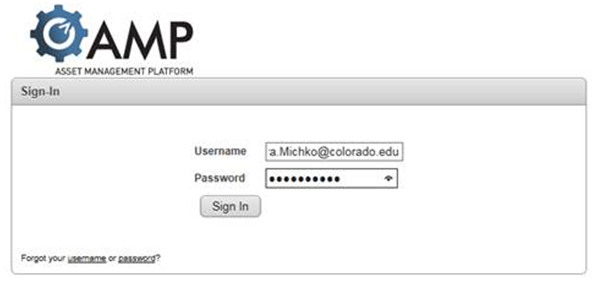 AMP
ASSET MANAGEMENT PLATFORM
Sign-In
Username a.Michko@colorado.edu
Password ••••••••••
Sign In
Forgot your username or password?